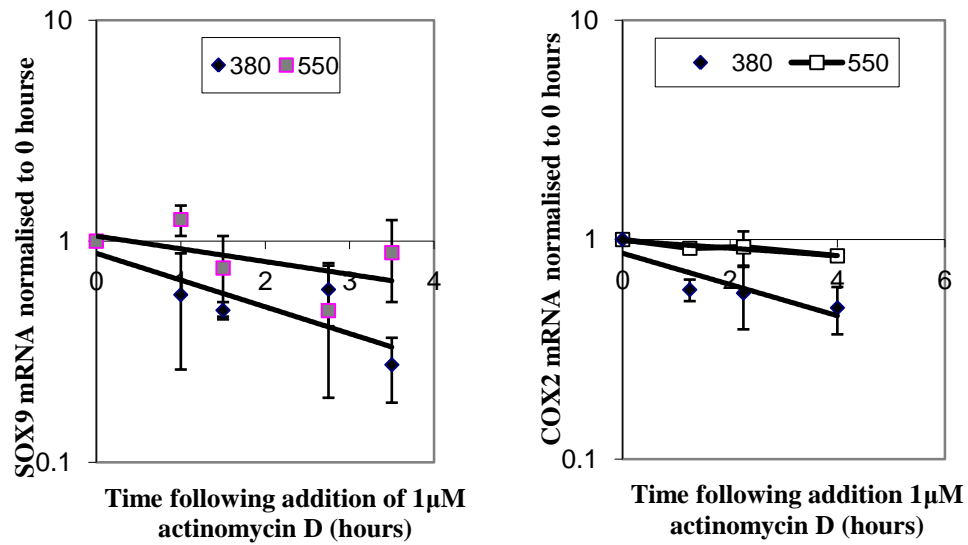 SOX9 mRNA normalised to 0 hourse
10
1
0.1
0 1 2 3 4
380 550
Time following addition of 1µM
actinomycin D (hours)
COX2 mRNA normalised to 0 hours
10
1
0.1
0 2 4 6
380 550
Time following addition 1µM
actinomycin D (hours)